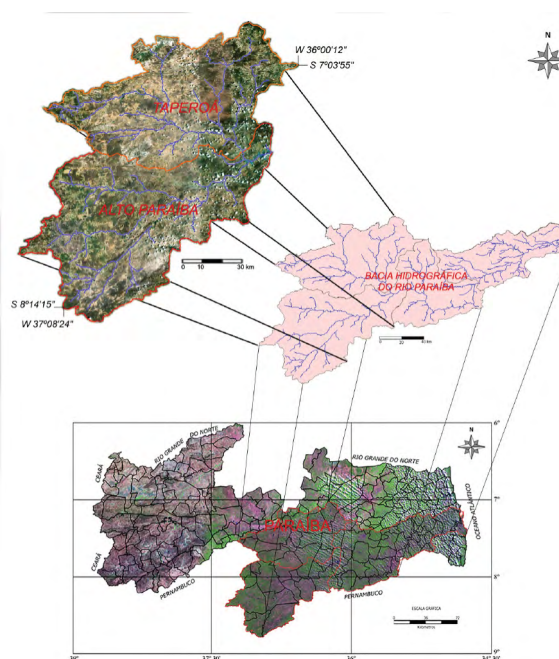 N
W 36º00'12"
S 7º03'55"
TAPEROÁ
ALTO PARAÍBA
0 10 30 km
BACIA HIDROGRÁFICA
DO RIO PARAÍBA
S 8º14'15"
W 37º08'24"
N
6º
RIO GRANDE DO NORTE
RIO GRANDE DO NORTE
CEARÁ
OCEANO ATLÂNTICO
7º
PARAÍBA
CEARÁ
PERNAMBUCO
PERNAMBUCO
8º
ESCALA GRÁFICA
9º